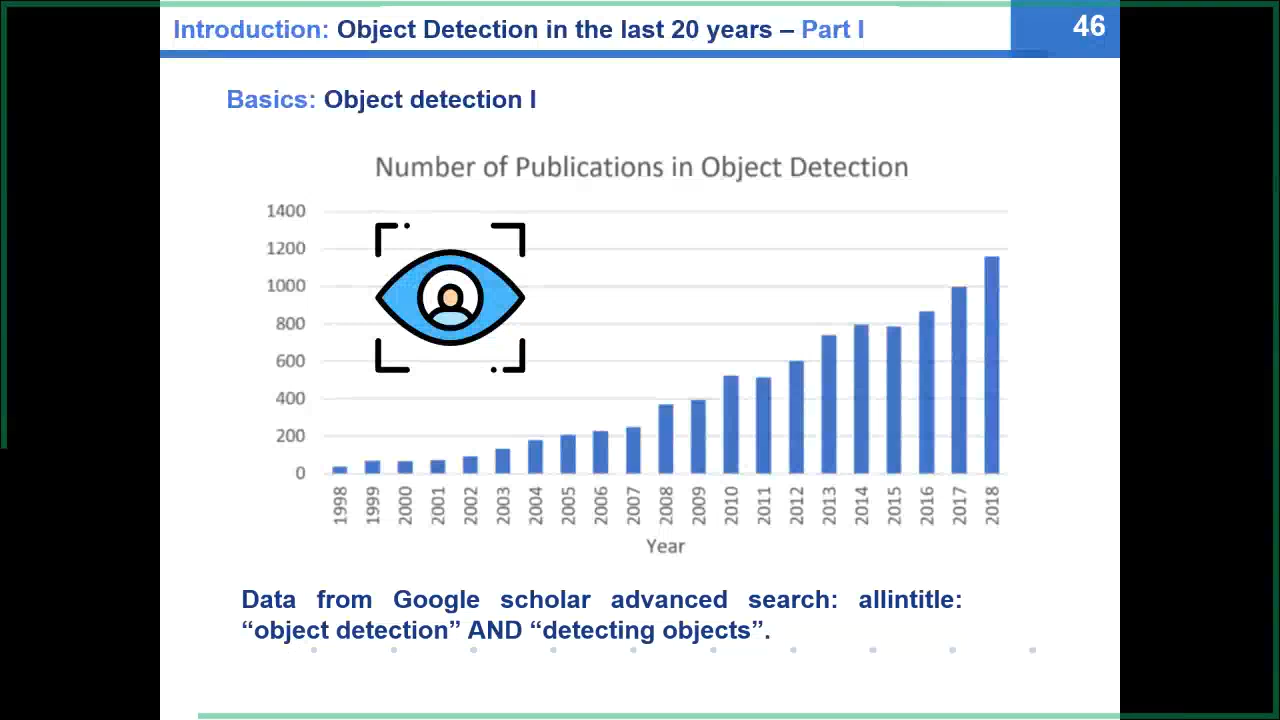 Introduction: Object Detection in the last 20 years – Part I
46
Basics: Object detection I
Number of Publications in Object Detection
1400
1200
1000
800
600
400
200
0
1998 1999 2000 2001 2002 2003 2004 2005 2006 2007 2008 2009 2010 2011 2012 2013 2014 2015 2016 2017 2018
Year
Data from Google scholar advanced search: allintitle:
“object detection” AND “detecting objects”.